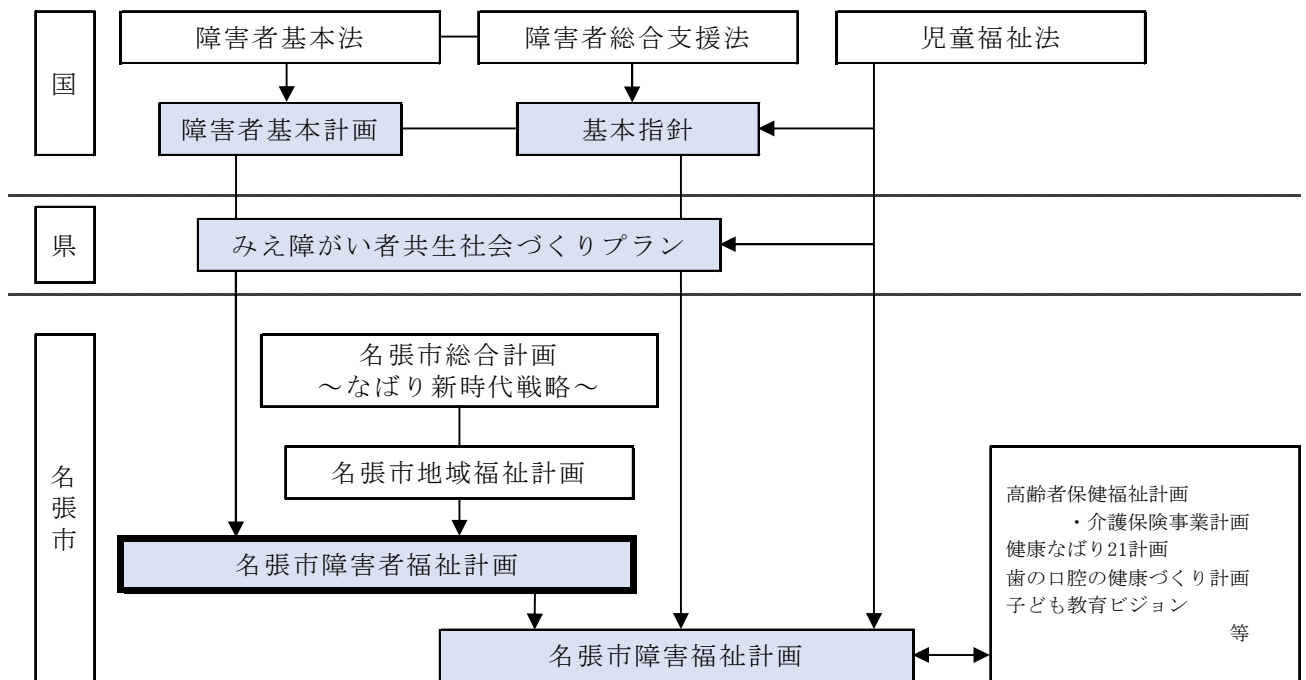 国
障害者基本法
障害者総合支援法
児童福祉法
障害者基本計画
基本指針
県
みえ障がい者共生社会づくりプラン
名張市
名張市総合計画
～なばり新時代戦略～
名張市地域福祉計画
名張市障害者福祉計画
名張市障害福祉計画
高齢者保健福祉計画
・介護保険事業計画
健康なばり21計画
歯の口腔の健康づくり計画
子ども教育ビジョン
等